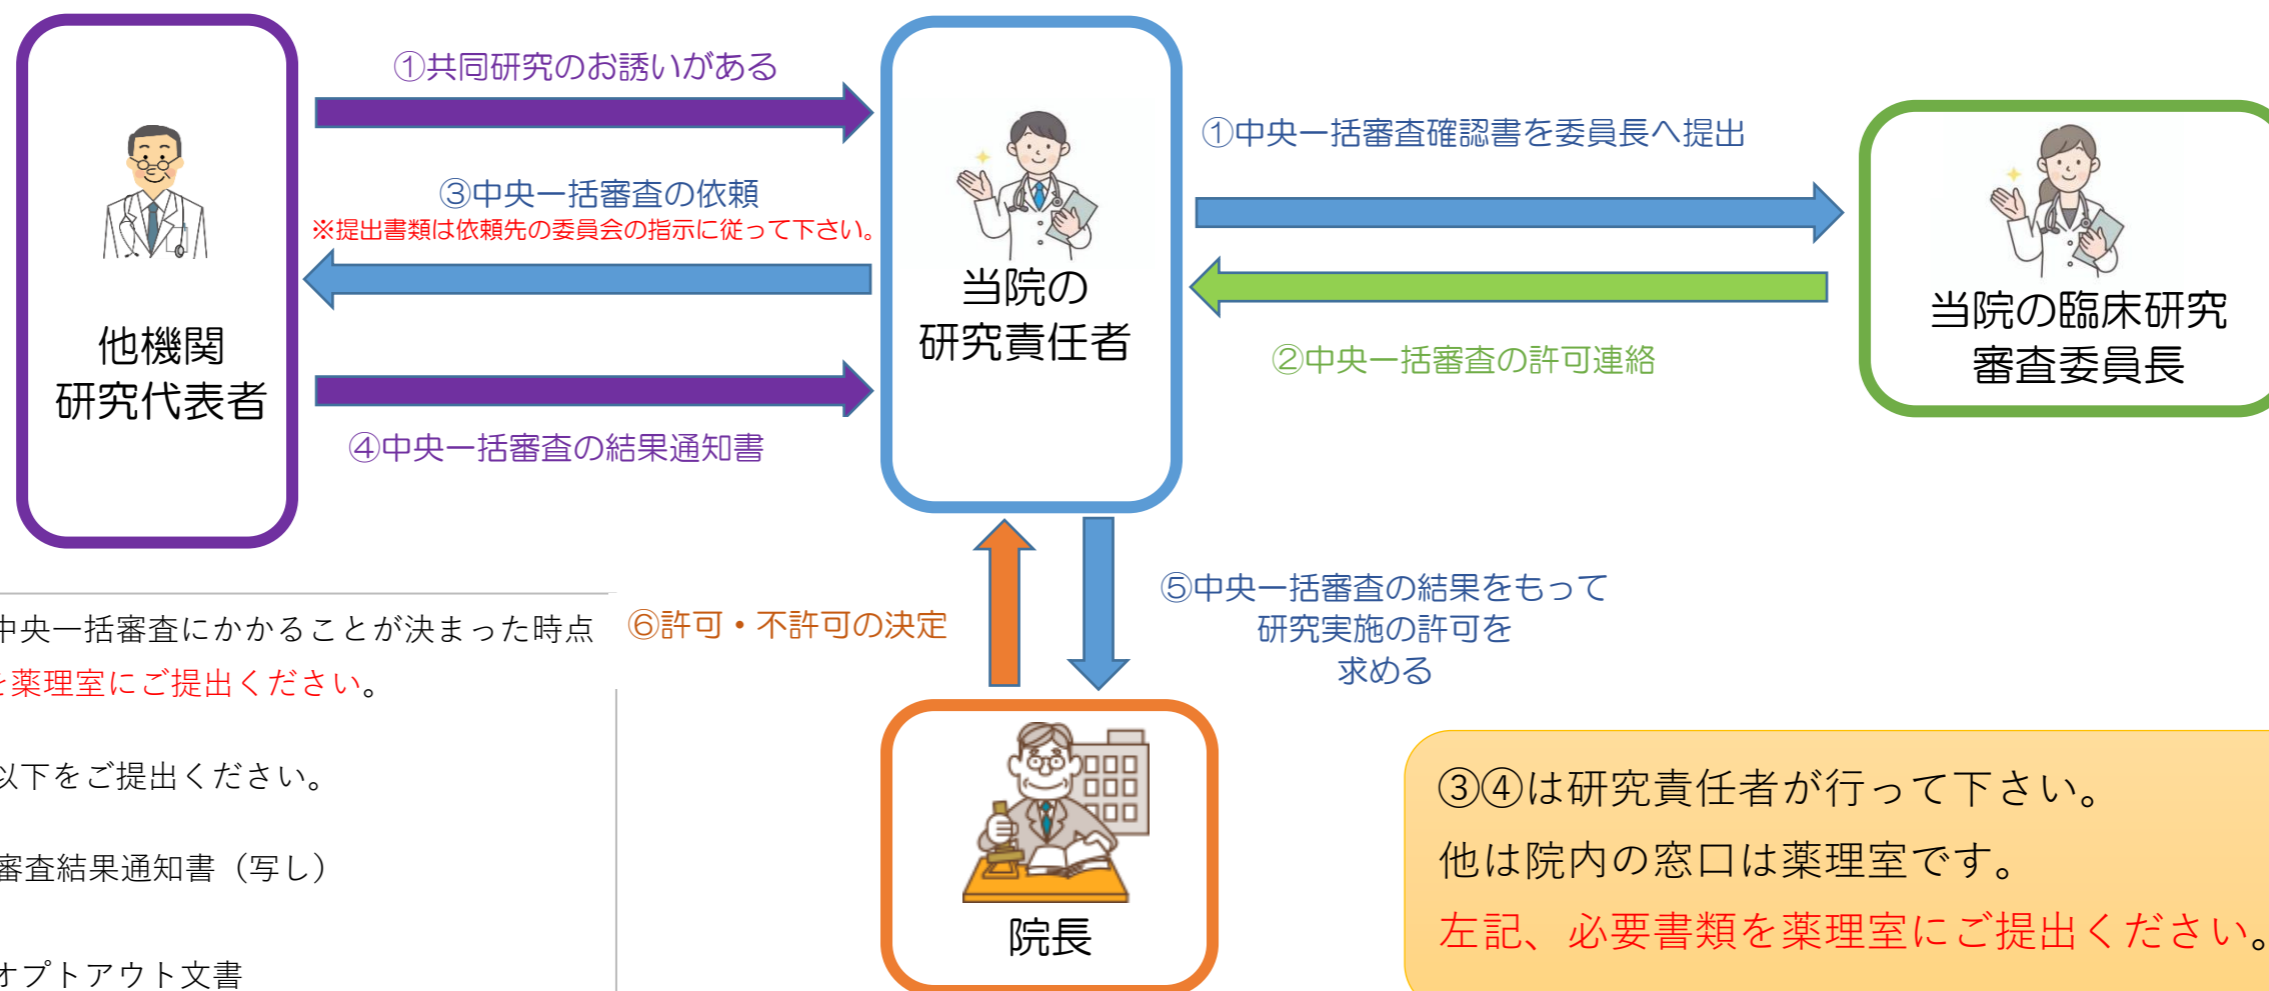 ①共同研究のお誘いがある
③中央一括審査の依頼
※提出書類は依頼先の委員会の指示に従って下さい。
④中央一括審査の結果通知書
他機関
研究代表者
当院の
研究責任者
①中央一括審査確認書を委員長へ提出
②中央一括審査の許可連絡
当院の臨床研究
審査委員長
⑤中央一括審査の結果をもって
研究実施の許可を
求める
⑥許可・不許可の決定
院長
中央一括審査にかかることが決まった時点
を薬理室にご提出ください。
以下をご提出ください。
審査結果通知書（写し）
オプトアウト文書
③④は研究責任者が行って下さい。
他は院内の窓口は薬理室です。
左記、必要書類を薬理室にご提出ください。